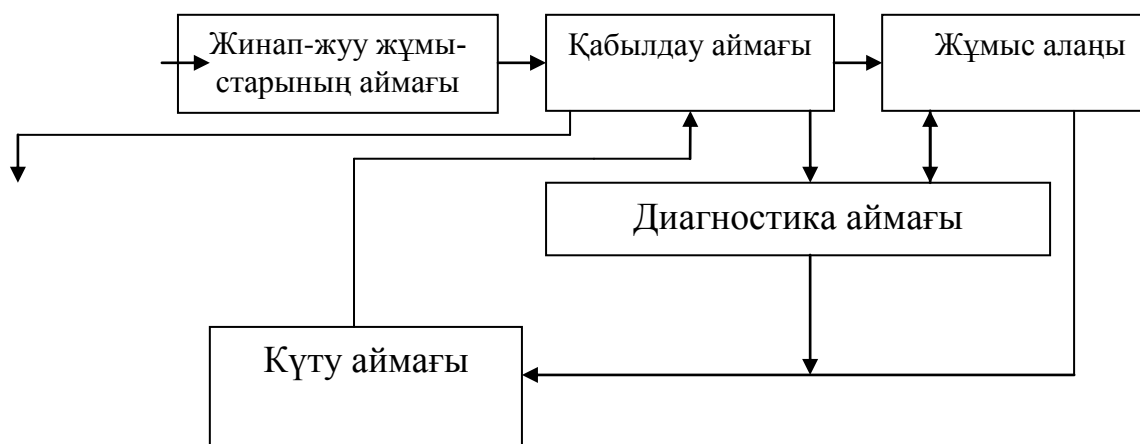 Жинап-жуу жұмы-
старының аймағы
Қабылдау аймағы
Жұмыс алаңы
Диагностика аймағы
Күту аймағы